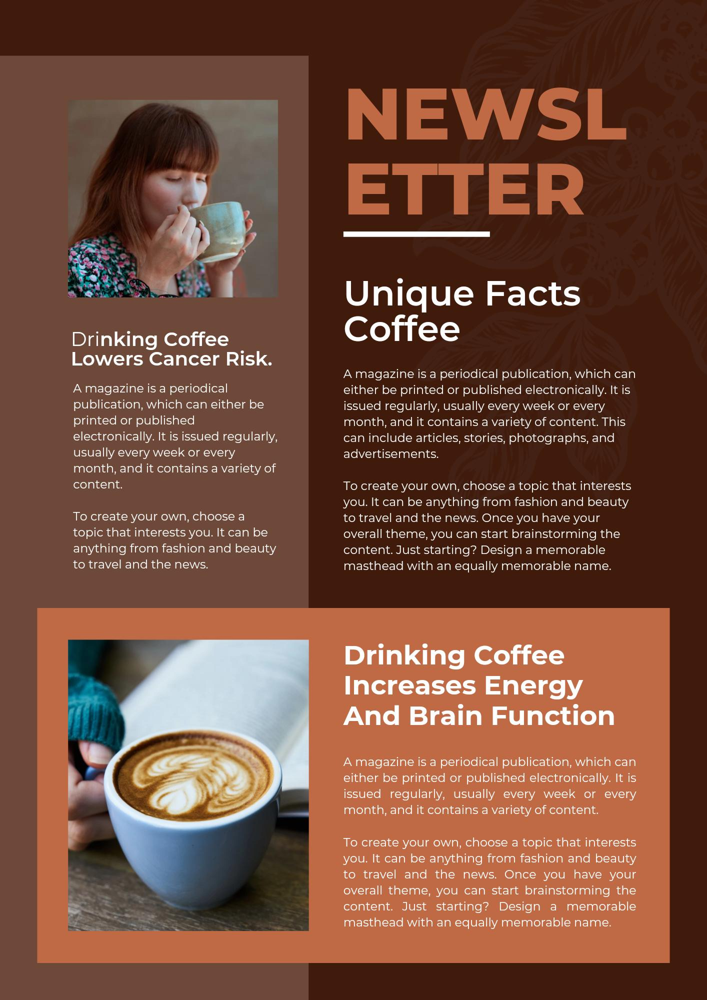 NEWSL
ETTER
Drinking Coffee
Lowers Cancer Risk.
A magazine is a periodical
publication, which can either be
printed or published
electronically. It is issued regularly,
usually every week or every
month, and it contains a variety of
content.
To create your own, choose a
topic that interests you. It can be
anything from fashion and beauty
to travel and the news.
Unique Facts
Coffee
A magazine is a periodical publication, which can
either be printed or published electronically. It is
issued regularly, usually every week or every
month, and it contains a variety of content. This
can include articles, stories, photographs, and
advertisements.
To create your own, choose a topic that interests
you. It can be anything from fashion and beauty
to travel and the news. Once you have your
overall theme, you can start brainstorming the
content. Just starting? Design a memorable
masthead with an equally memorable name.
Drinking Coffee
Increases Energy
And Brain Function
A magazine is a periodical publication, which can
either be printed or published electronically. It is
issued regularly, usually every week or every
month, and it contains a variety of content.
To create your own, choose a topic that interests
you. It can be anything from fashion and beauty
to travel and the news. Once you have your
overall theme, you can start brainstorming the
content. Just starting? Design a memorable
masthead with an equally memorable name.